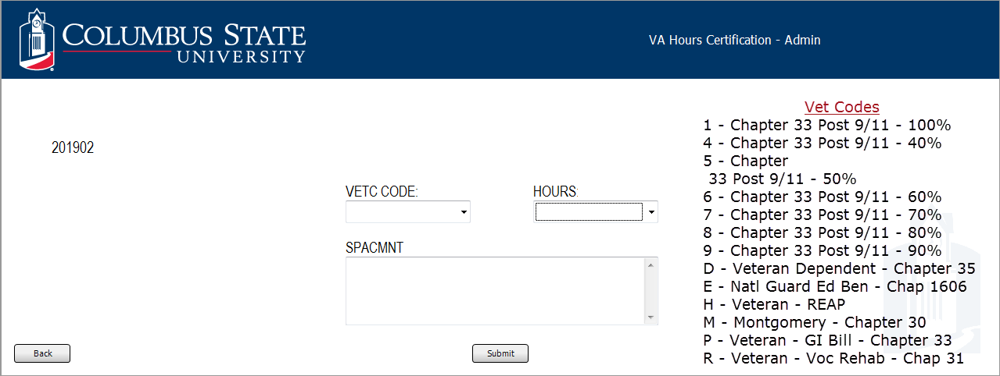 COLUMBUS STATE
UNIVERSITY
VA Hours Certification - Admin
201902
VETC CODE:
HOURS:
SPACMNT
Back
Submit
Vet Codes
1 - Chapter 33 Post 9/11 - 100%
4 - Chapter 33 Post 9/11 - 40%
5 - Chapter
33 Post 9/11 - 50%
6 - Chapter 33 Post 9/11 - 60%
7 - Chapter 33 Post 9/11 - 70%
8 - Chapter 33 Post 9/11 - 80%
9 - Chapter 33 Post 9/11 - 90%
D - Veteran Dependent - Chapter 35
E - Natl Guard Ed Ben - Chap 1606
H - Veteran - REAP
M - Montgomery - Chapter 30
P - Veteran - GI Bill - Chapter 33
R - Veteran - Voc Rehab - Chap 31